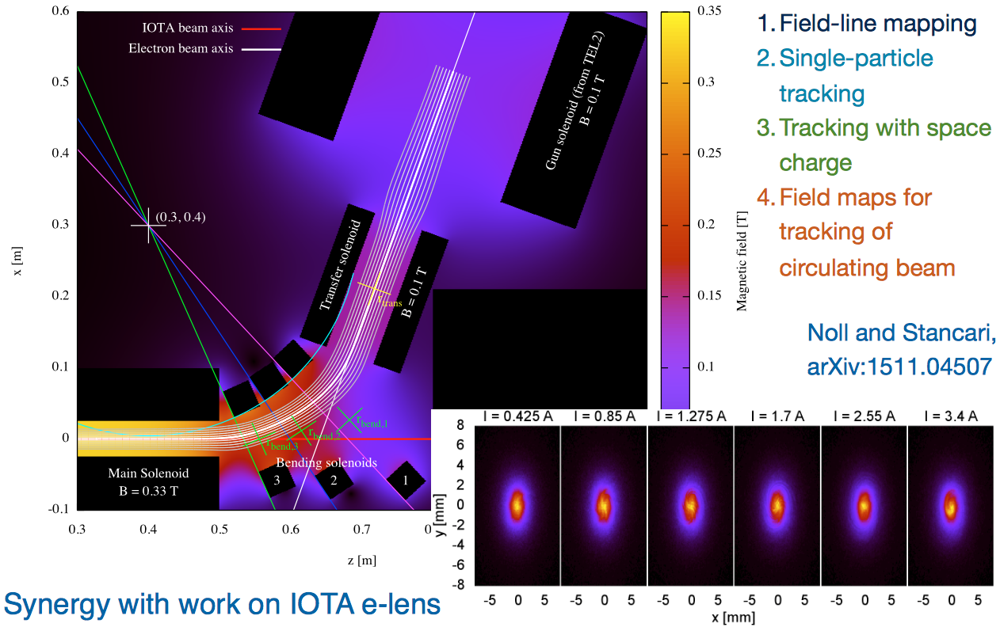 IOTA beam axis
Electron beam axis
Gun solenoid (from TEL2)
B = 0.1 T
(0.3, 0.4)
Transfer solenoid
B = 0.1 T
r_trans
r_bend,1
r_bend,2
r_bend,3
Bending solenoids
3
2
1
Main Solenoid
B = 0.33 T
0.6
0.5
0.4
0.3
0.2
0.1
0
-0.1
x [m]
0.3
0.4
0.5
0.6
0.7
0
z [m]
0.35
0.3
0.25
0.2
0.15
0.1
Magnetic field [T]
1. Field-line mapping
2. Single-particle
tracking
3. Tracking with space
charge
4. Field maps for
tracking of
circulating beam
Noll and Stancari,
arXiv:1511.04507
I = 0.425 A
I = 0.85 A
I = 1.275 A
I = 1.7 A
I = 2.55 A
I = 3.4 A
8
6
4
2
0
-2
-4
-6
-8
y [mm]
-5 0 5
-5 0 5
-5 0 5
-5 0 5
-5 0 5
-5 0 5
x [mm]
Synergy with work on IOTA e-lens